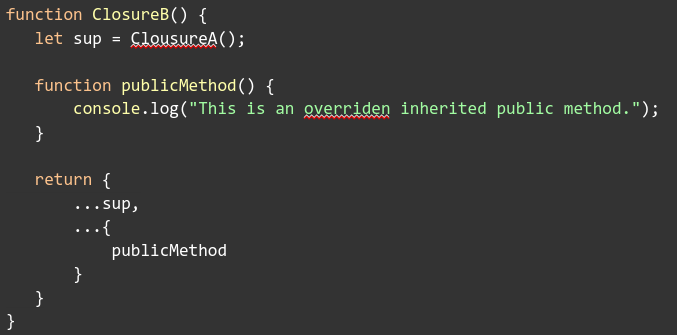 function ClosureB() {
let sup = ClousureA();
function publicMethod() {
console.log("This is an overriden inherited public method.");
}
return {
...sup,
...{
publicMethod
}
}
}